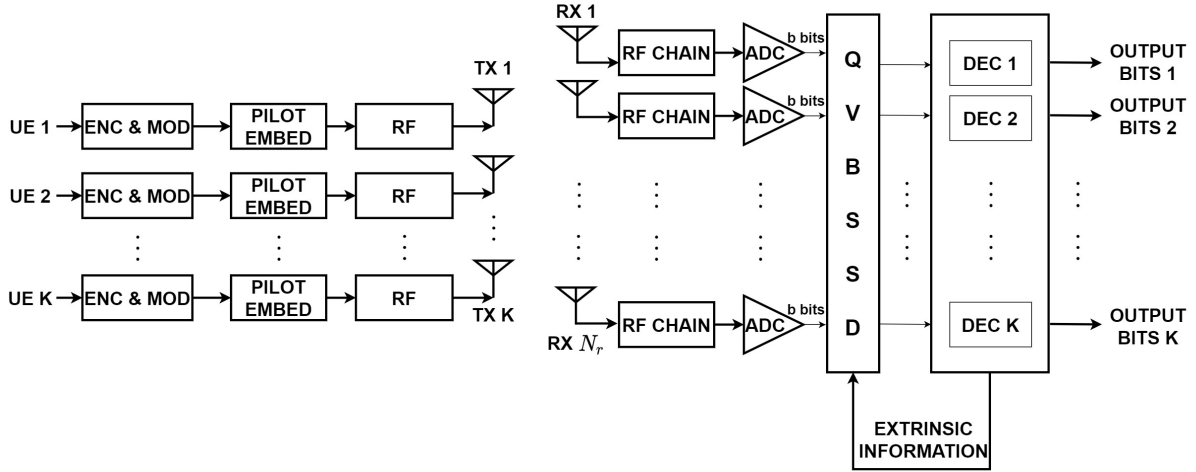 UE 1
ENC & MOD
PILOT
EMBED
RF
TX 1
UE 2
ENC & MOD
PILOT
EMBED
RF
UE K
ENC & MOD
PILOT
EMBED
RF
TX K
RX 1
RF CHAIN
ADC
b bits
RF CHAIN
ADC
b bits
RX N_r
RF CHAIN
ADC
b bits
Q
V
B
S
S
D
DEC 1
DEC 2
DEC K
OUTPUT
BITS 1
OUTPUT
BITS 2
OUTPUT
BITS K
EXTRINSIC
INFORMATION